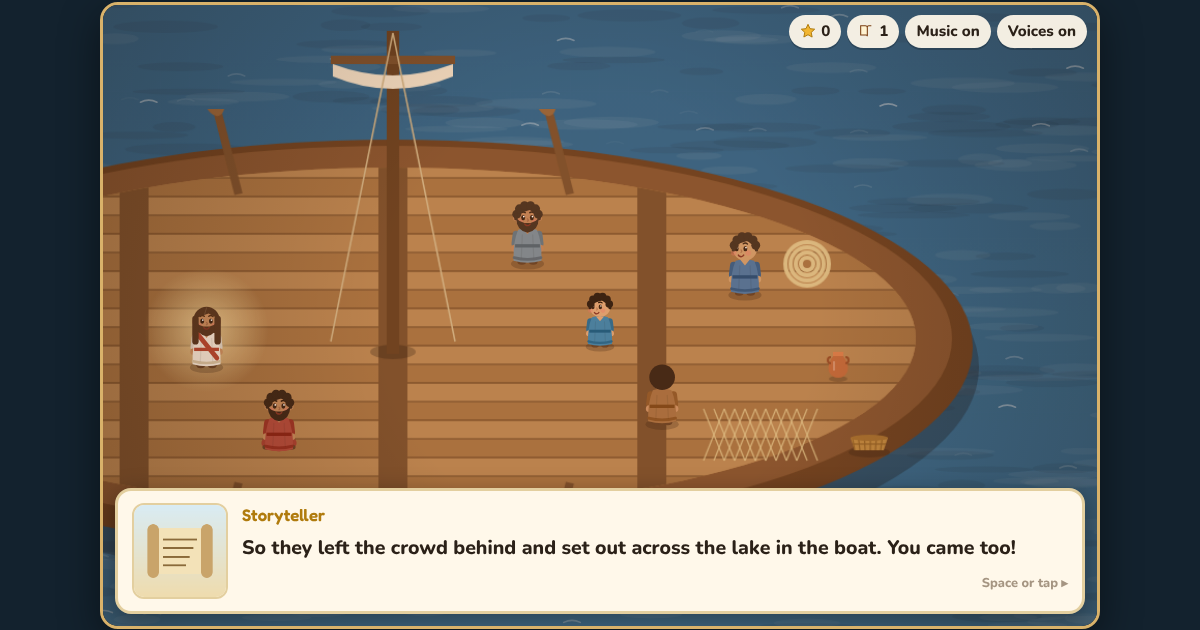 0
1
Music on
Voices on
Storyteller
So they left the crowd behind and set out across the lake in the boat. You came too!
Space or tap ▸